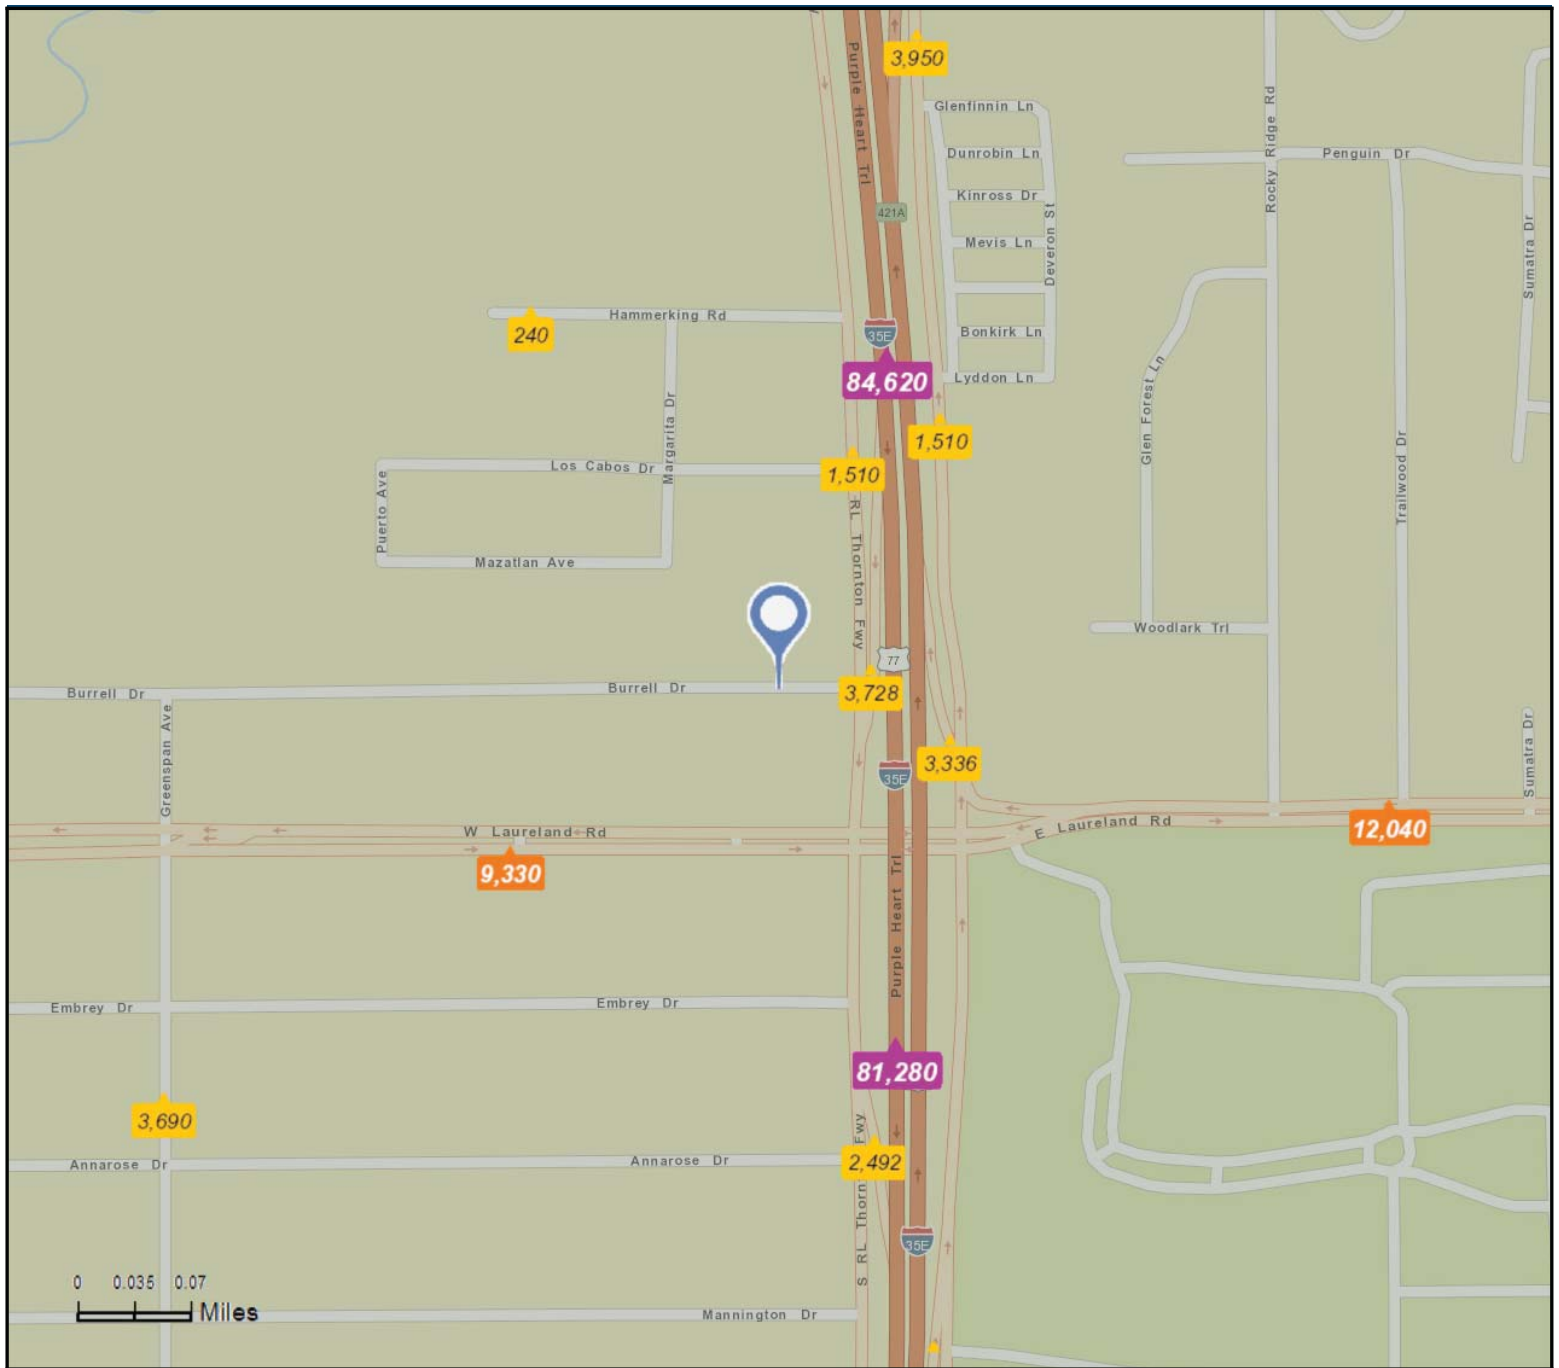 3,950
Purple Heart Trl
Glenfinnin Ln
Dunrobin Ln
Kinross Dr
Mevis Ln
Deveron St
Bonkirk Ln
Lyddon Ln
Rocky Ridge Rd
Penguin Dr
Sumatra Dr
421A
Hammerking Rd
240
35E
84,620
1,510
1,510
Los Cabos Dr
Margarita Dr
Puerto Ave
Mazatlan Ave
RL Thornton Fwy
Glen Forest Ln
Trailwood Dr
Woodlark Trl
77
Burrell Dr
Burrell Dr
3,728
Greenspan Ave
3,336
35E
Sumatra Dr
W Laureland Rd
E Laureland Rd
12,040
9,330
Purple Heart Trl
Embrey Dr
Embrey Dr
81,280
3,690
Annarose Dr
Annarose Dr
2,492
S RL Thorn
Fwy
35E
0 0.035 0.07
Miles
Mannington Dr